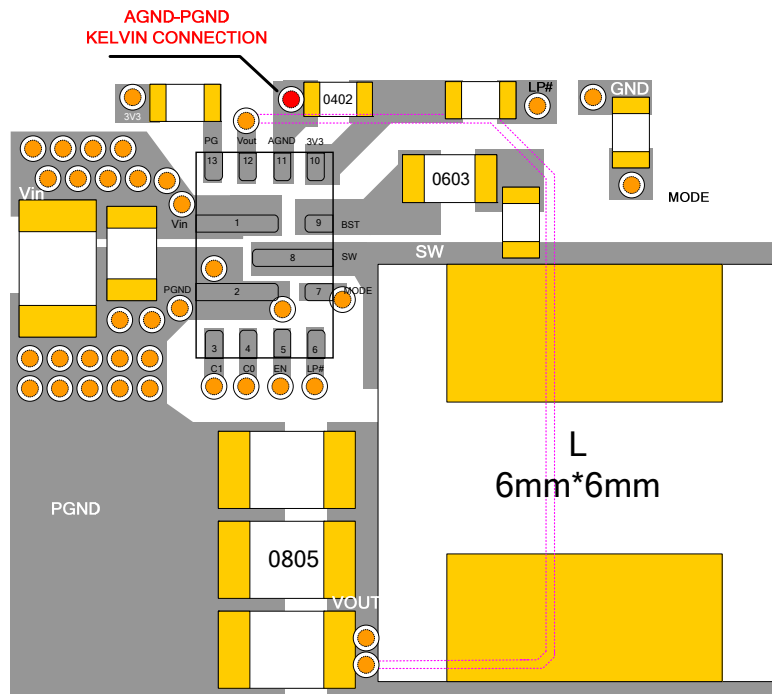 AGND-PGND
KELVIN CONNECTION
3V3
0402
LP#
GND
PG
Vout
AGND
3V3
13
12
11
10
0603
MODE
Vin
Vin
1
9
BST
8
SW
SW
PGND
2
7
MODE
3
4
5
6
C1
C0
EN
LP#
L
6mm*6mm
PGND
0805
VOUT